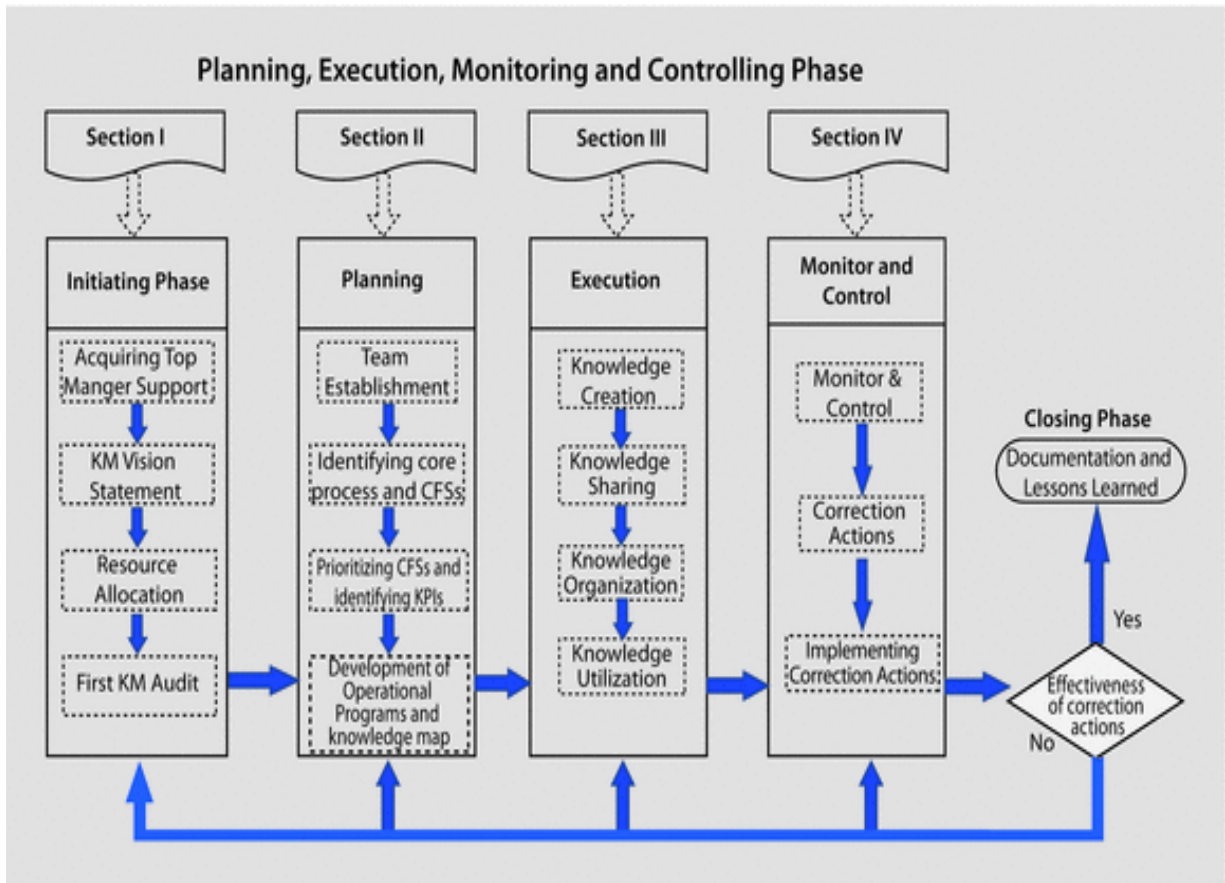 Planning, Execution, Monitoring and Controlling Phase
Section I
Section II
Section III
Section IV
Initiating Phase
Acquiring Top
Manger Support
KM Vision
Statement
Resource
Allocation
First KM Audit
Planning
Team
Establishment
Identifying core
process and CFSs
Prioritizing CFSs and
identifying KPIs
Development of
Operational
Programs and
knowledge map
Execution
Knowledge
Creation
Knowledge
Sharing
Knowledge
Organization
Knowledge
Utilization
Monitor and
Control
Monitor &
Control
Correction
Actions
Implementing
Correction Actions
Closing Phase
Documentation and
Lessons Learned
Yes
Effectiveness
of correction
actions
No